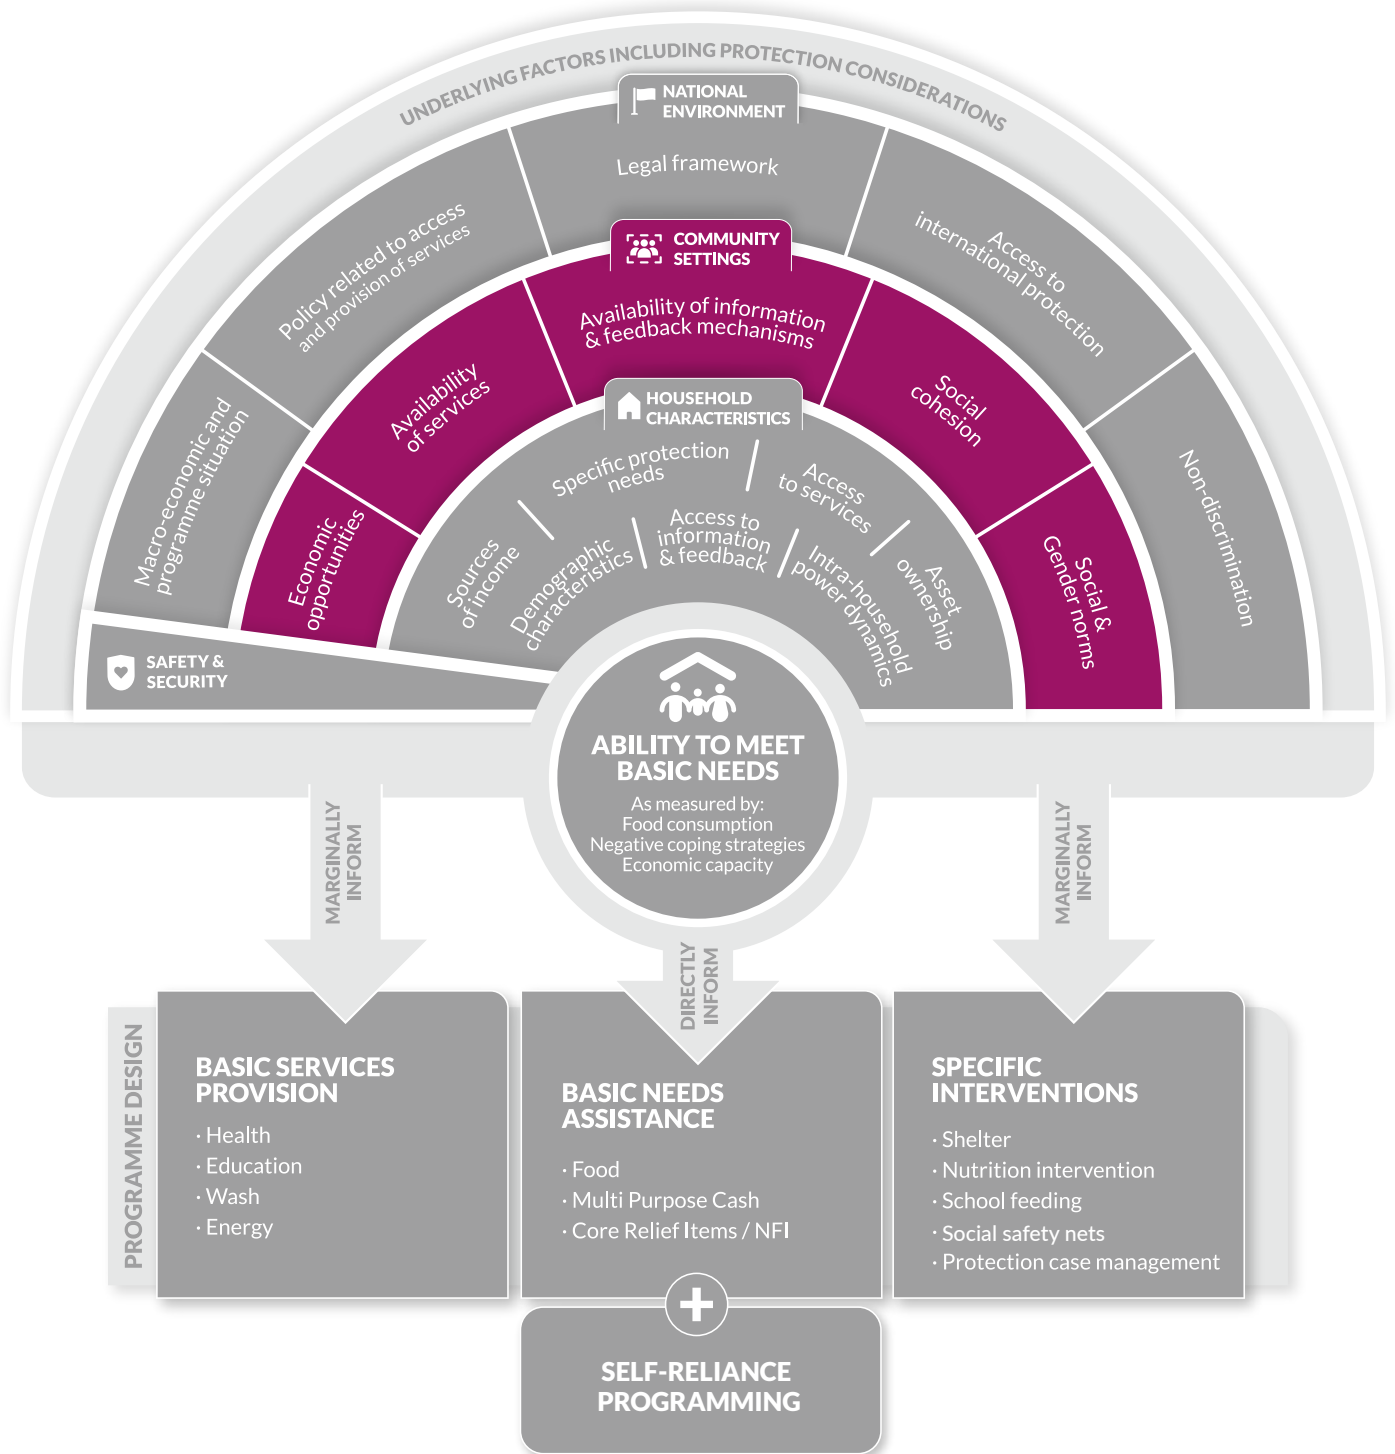 UNDERLYING FACTORS INCLUDING PROTECTION CONSIDERATIONS
NATIONAL
ENVIRONMENT
Macro-economic and
programme situation
Policy related to access
and provision of services
Legal framework
Access to
international protection
Non-discrimination
COMMUNITY
SETTINGS
Economic
opportunities
Availability
of services
Availability of information
& feedback mechanisms
Social
cohesion
Social &
Gender norms
HOUSEHOLD
CHARACTERISTICS
Sources
of income
Specific protection
needs
Access
to services
Asset
ownership
Demographic
characteristics
Access to
information
& feedback
Intra-household
power dynamics
SAFETY &
SECURITY
ABILITY TO MEET
BASIC NEEDS
As measured by:
Food consumption
Negative coping strategies
Economic capacity
MARGINALLY
INFORM
DIRECTLY
INFORM
MARGINALLY
INFORM
PROGRAMME DESIGN
BASIC SERVICES
PROVISION
· Health
· Education
· Wash
· Energy
BASIC NEEDS
ASSISTANCE
· Food
· Multi Purpose Cash
· Core Relief Items / NFI
SPECIFIC
INTERVENTIONS
· Shelter
· Nutrition intervention
· School feeding
· Social safety nets
· Protection case management
+
SELF-RELIANCE
PROGRAMMING